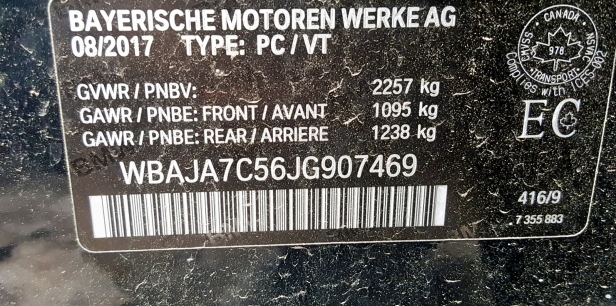 BAYERISCHE MOTOREN WERKE AG
08/2017 TYPE: PC / VT
GVWR / PNBV: 2257 kg
GAWR / PNBE: FRONT / AVANT 1095 kg
GAWR / PNBE: REAR / ARRIERE 1238 kg
WBAJA7C56JG907469
CANADA
978
TRANSPORT
EC
416/9
7 355 883